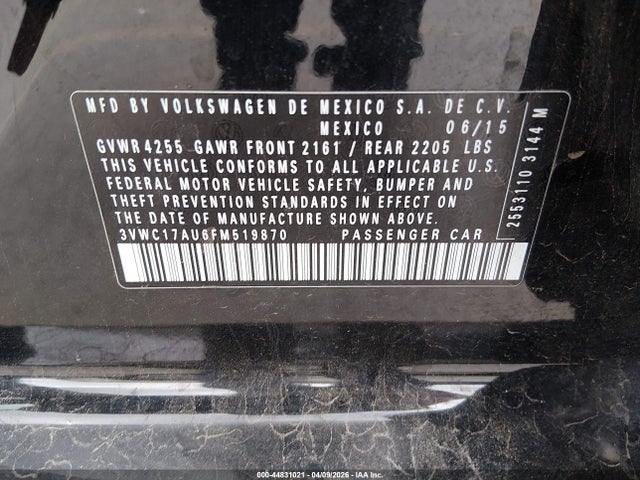 MFD BY VOLKSWAGEN DE MEXICO S.A. DE C.V.
MEXICO 06/15
GVWR 4255 GAWR FRONT 2161 / REAR 2205 LBS
THIS VEHICLE CONFORMS TO ALL APPLICABLE U.S.
FEDERAL MOTOR VEHICLE SAFETY, BUMPER AND
THEFT PREVENTION STANDARDS IN EFFECT ON
THE DATE OF MANUFACTURE SHOWN ABOVE.
3VWC17AU6FM519870 PASSENGER CAR
2553110 3144 M
000-44831021 | 04/09/2026 | IAA Inc.